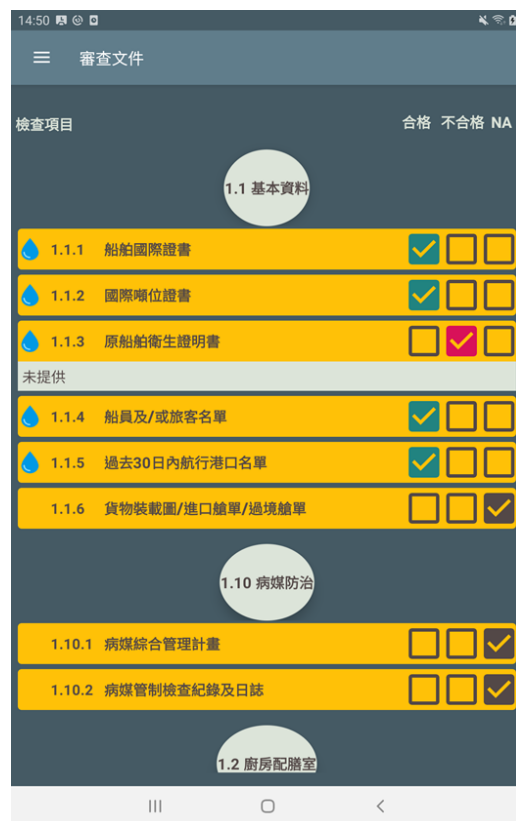 14:50
審查文件
檢查項目 合格 不合格 NA
1.1 基本資料
1.1.1 船舶國際證書
1.1.2 國際噸位證書
1.1.3 原船舶衛生證明書
未提供
1.1.4 船員及/或旅客名單
1.1.5 過去30日內航行港口名單
1.1.6 貨物裝載圖/進口艙單/過境艙單
1.10 病媒防治
1.10.1 病媒綜合管理計畫
1.10.2 病媒管制檢查紀錄及日誌
1.2 廚房配膳室